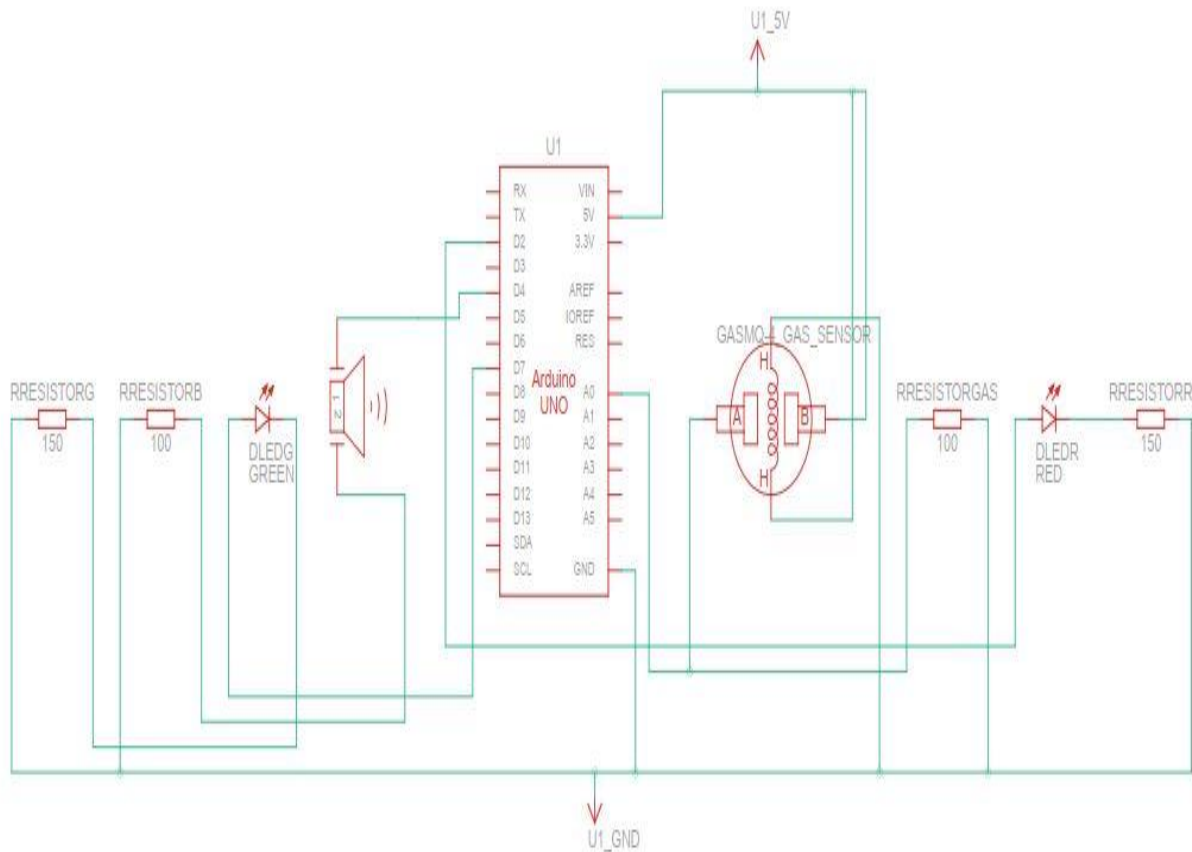 U1_5V
U1
RX
VIN
TX
5V
D2
3.3V
D3
D4
AREF
D5
IOREF
D6
RES
D7
Arduino
UNO
D8
A0
D9
A1
D10
A2
D11
A3
D12
A4
D13
A5
SDA
SCL
GND
RRESISTORG
150
RRESISTORB
100
DLEDG
GREEN
1
2
GAS_SENSOR
H
A
B
H
RRESISTORGAS
100
DLEDR
RED
RRESISTORR
150
U1_GND